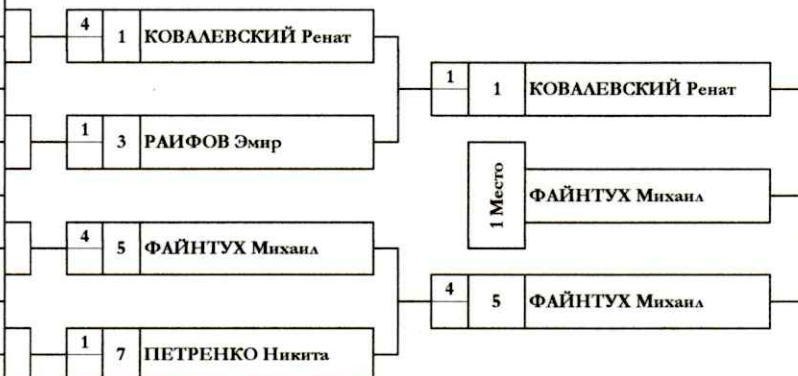 4 1 КОВАЛЕВСКИЙ Ренат
1 1 КОВАЛЕВСКИЙ Ренат
1 3 РАИФОВ Эмир
1 Место ФАЙНТУХ Михаил
4 5 ФАЙНТУХ Михаил
4 5 ФАЙНТУХ Михаил
1 7 ПЕТРЕНКО Никита